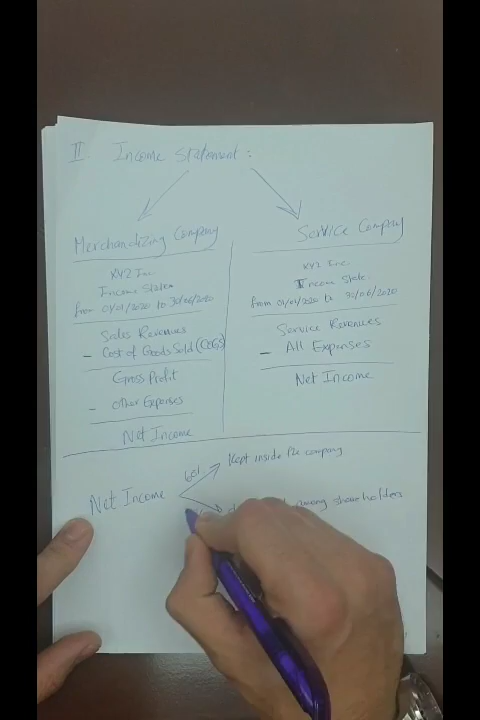 II. Income Statement:
Merchandizing Company
XYZ Inc.
Income State
from 01/01/2020 to 30/06/2020
Sales Revenues
- Cost of Goods Sold (COGS)
Gross Profit
- Other Expenses
Net Income
Service Company
XYZ Inc.
Income State.
from 01/01/2020 to 30/06/2020
Service Revenues
- All Expenses
Net Income
Net Income
Kept inside the company
among shareholders